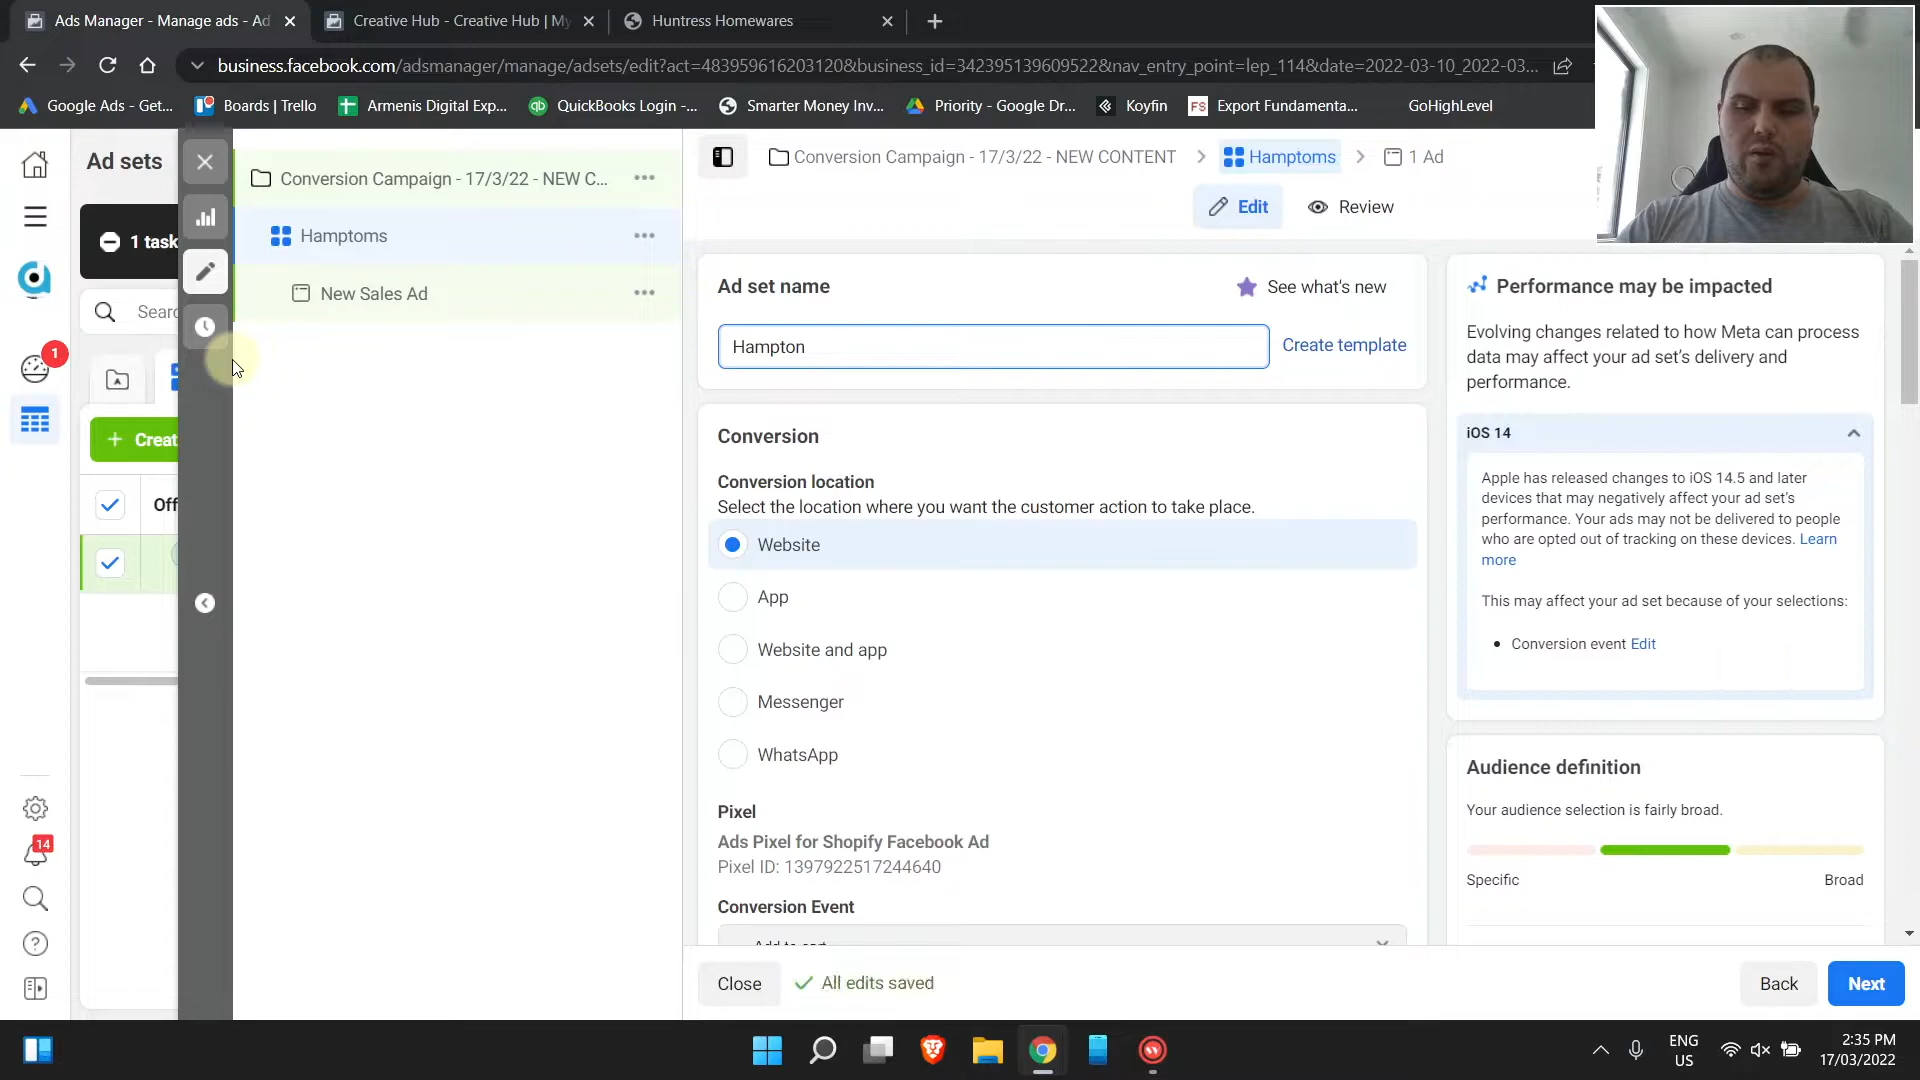 Ads Manager - Manage ads - Ad
Creative Hub - Creative Hub | My
Huntress Homewares
business.facebook.com/adsmanager/manage/adsets/edit?act=483959616203120&business_id=342395139609522&nav_entry_point=lep_114&date=2022-03-10_2022-03...
Google Ads - Get...
Boards | Trello
Armenis Digital Exp...
QuickBooks Login -...
Smarter Money Inv...
Priority - Google Dr...
Koyfin
FS
Export Fundamenta...
GoHighLevel
Ad sets
Conversion Campaign - 17/3/22 - NEW C...
Conversion Campaign - 17/3/22 - NEW CONTENT
Hamptoms
1 Ad
Edit
Review
1 task
Hamptoms
New Sales Ad
Searc
1
Creat
Off
14
Ad set name
See what's new
Hampton
Create template
Conversion
Conversion location
Select the location where you want the customer action to take place.
Website
App
Website and app
Messenger
WhatsApp
Pixel
Ads Pixel for Shopify Facebook Ad
Pixel ID: 1397922517244640
Conversion Event
Add to cart
Performance may be impacted
Evolving changes related to how Meta can process
data may affect your ad set's delivery and
performance.
iOS 14
Apple has released changes to iOS 14.5 and later
devices that may negatively affect your ad set's
performance. Your ads may not be delivered to people
who are opted out of tracking on these devices. Learn
more
This may affect your ad set because of your selections:
Conversion event Edit
Audience definition
Your audience selection is fairly broad.
Specific
Broad
Close
All edits saved
Back
Next
ENG
US
2:35 PM
17/03/2022